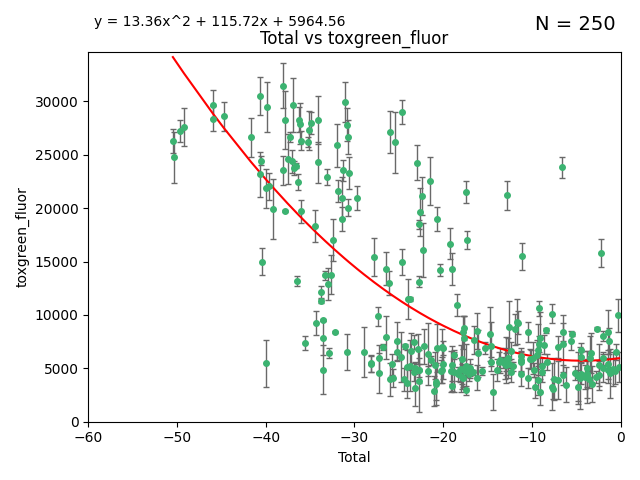 y = 13.36x^2 + 115.72x + 5964.56
N = 250
Total vs toxgreen_fluor
toxgreen_fluor
30000
25000
20000
15000
10000
5000
0
−60
−50
−40
−30
−20
−10
0
Total